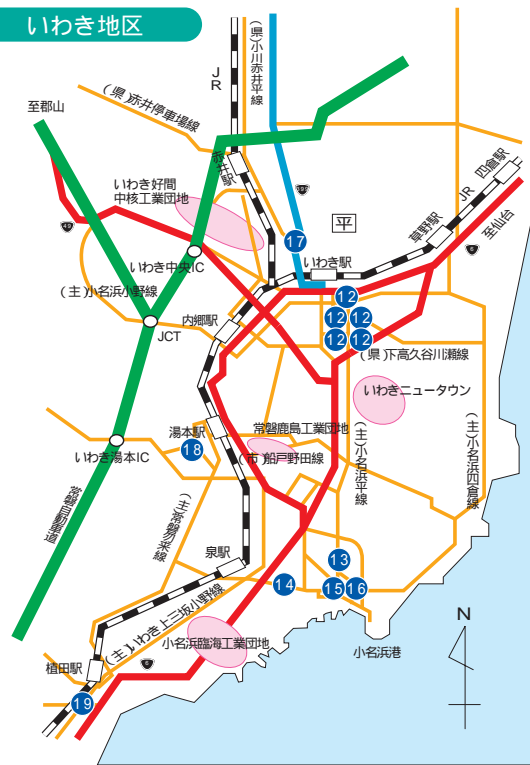 いわき地区
JR
(県)小川赤井平線
至郡山
(県)赤井停車場線
赤井駅
四倉駅
いわき好間
中核工業団地
JR
399
49
平
草野駅
至仙台
6
17
いわき中央IC
いわき駅
(主)小名浜小野線
12
12
12
12
12
内郷駅
JCT
(県)下高久谷川瀬線
いわきニュータウン
湯本駅
18
常磐鹿島工業団地
いわき湯本IC
(市)船戸野田線
(主)小名浜平線
(主)小名浜四倉線
常磐自動車道
(主)常磐勿来線
泉駅
13
14
15
16
(主)いわき上三坂小野線
小名浜臨海工業団地
小名浜港
N
植田駅
6
19